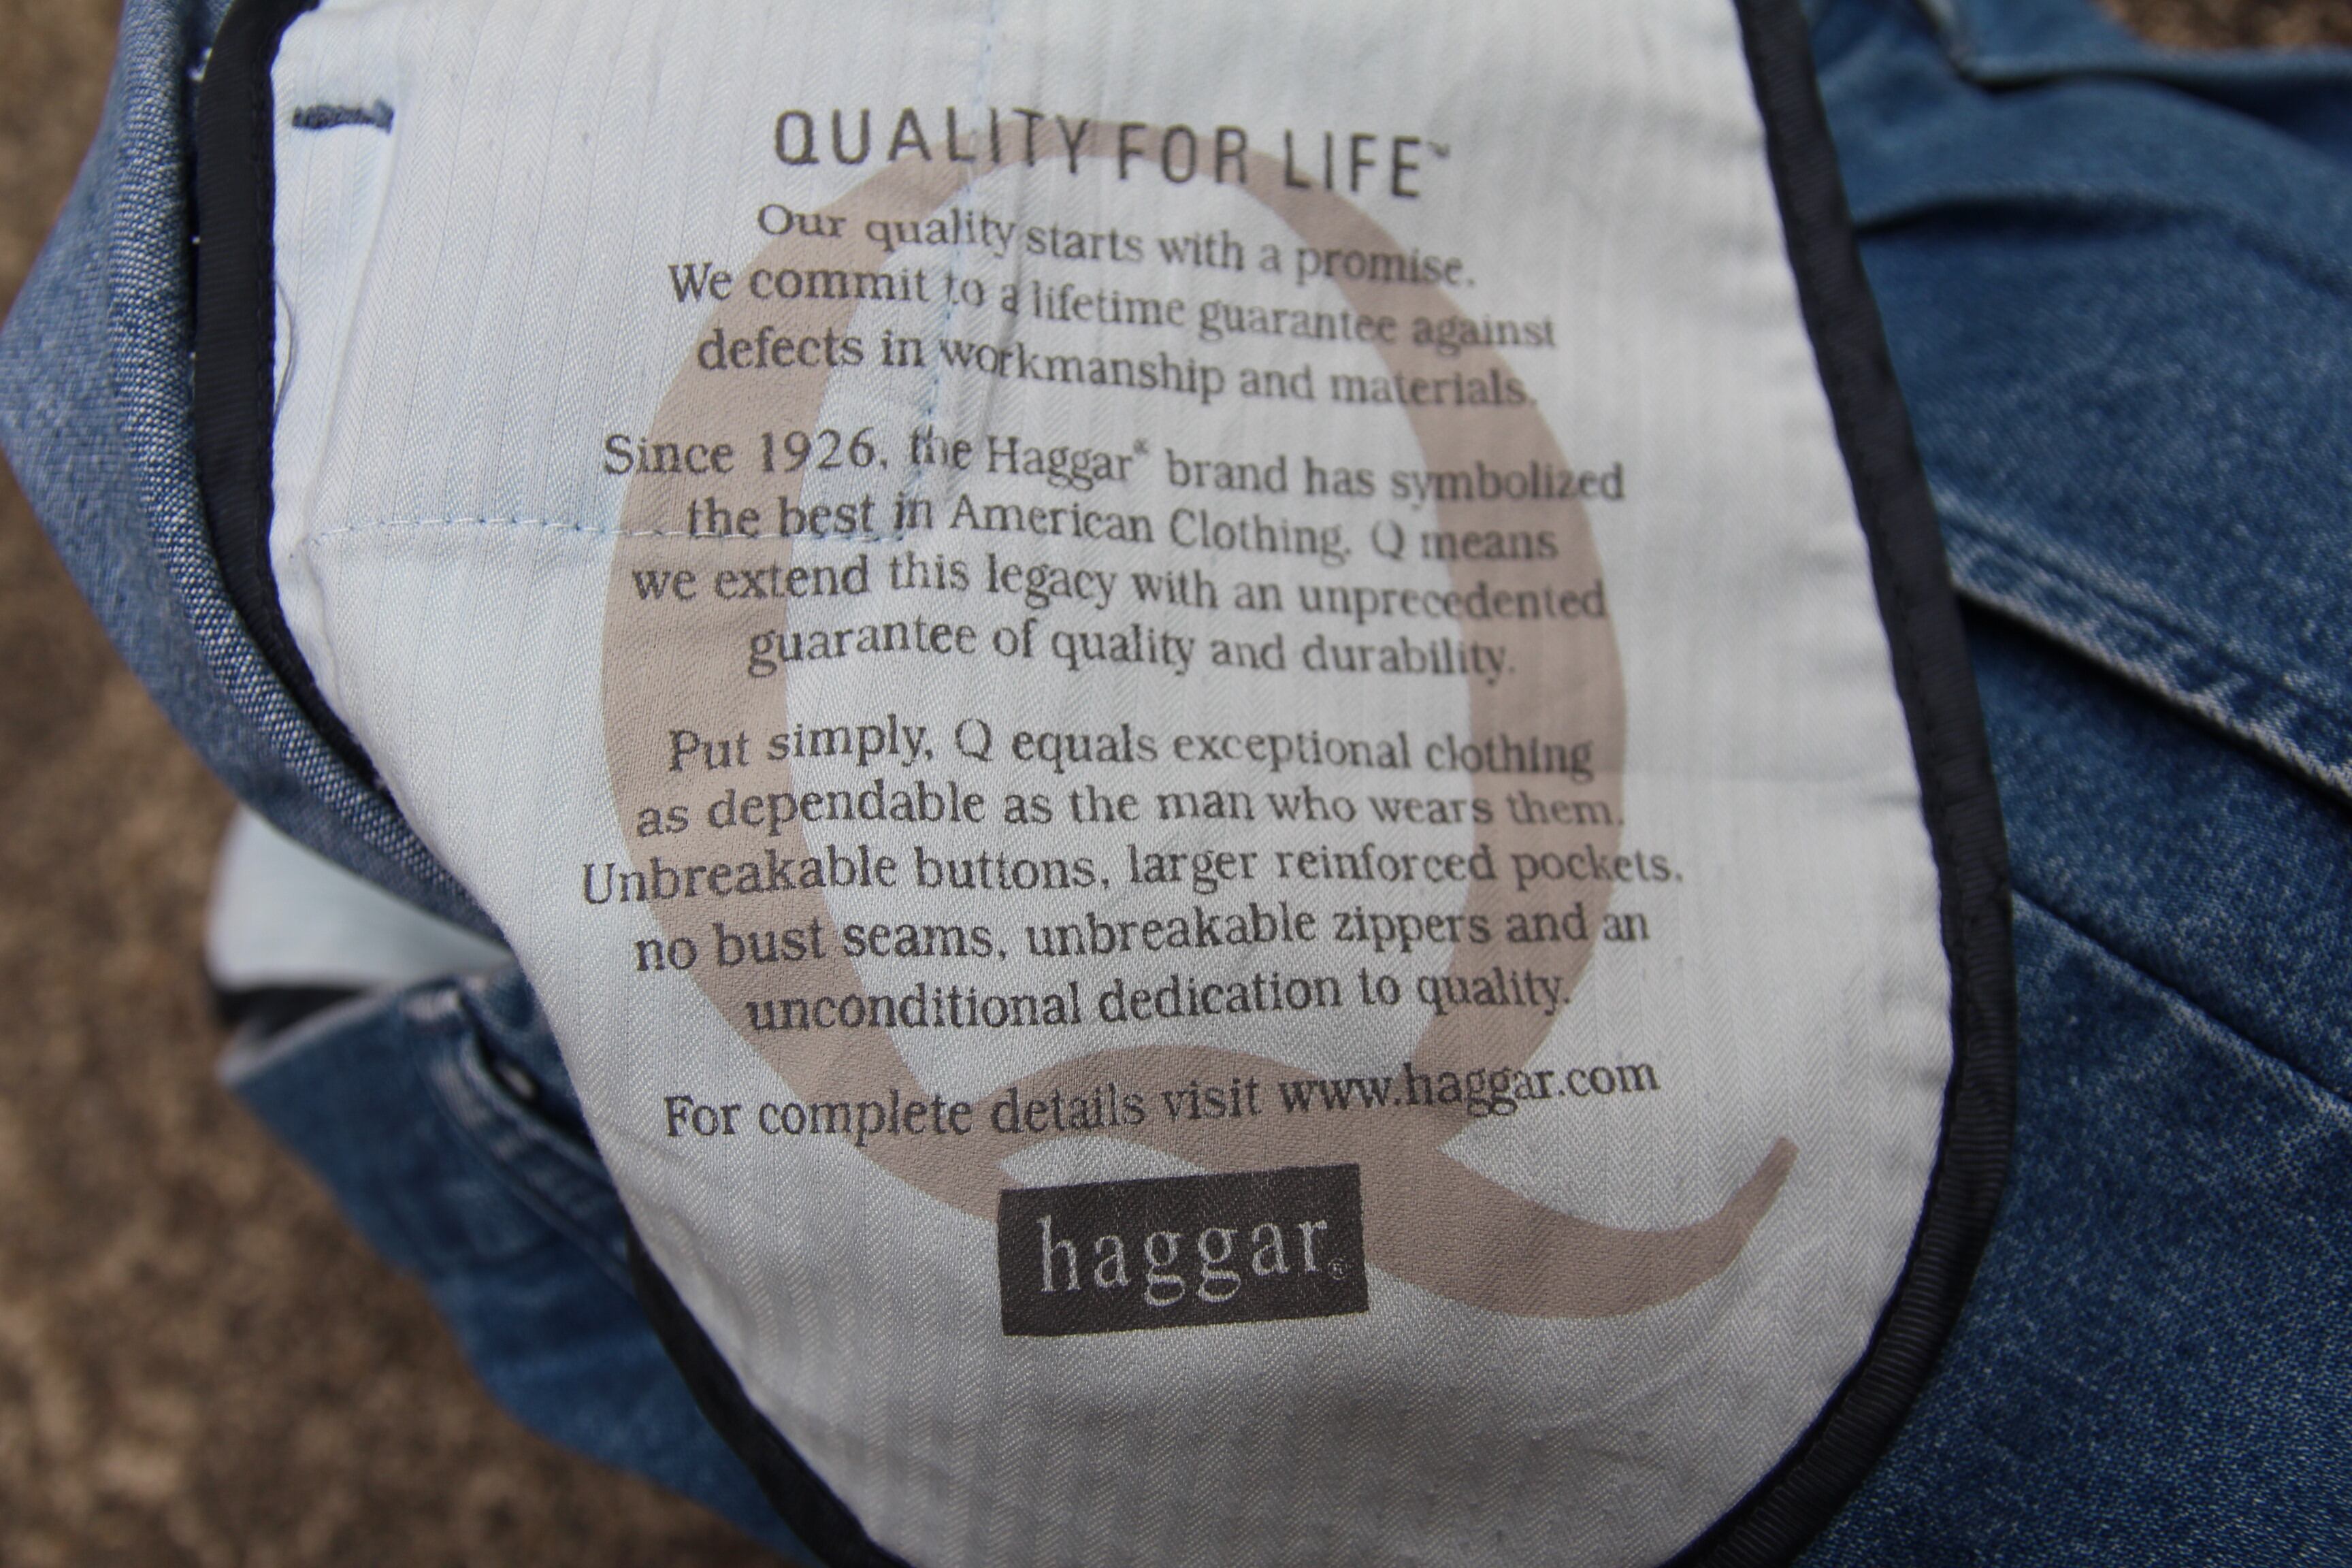 QUALITY FOR LIFE™
Our quality starts with a promise.
We commit to a lifetime guarantee against
defects in workmanship and materials.
Since 1926, the Haggar® brand has symbolized
the best in American Clothing. Q means
we extend this legacy with an unprecedented
guarantee of quality and durability.
Put simply, Q equals exceptional clothing
as dependable as the man who wears them.
Unbreakable buttons, larger reinforced pockets,
no bust seams, unbreakable zippers and an
unconditional dedication to quality.
For complete details visit www.haggar.com
Q
haggar®